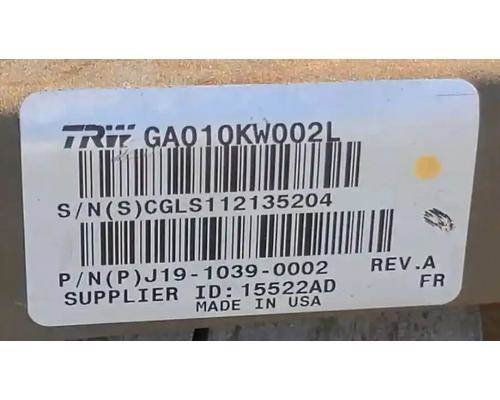 TRW GA010KW002L
S/N(S)CGLS112135204
P/N(P)J19-1039-0002 REV.A
SUPPLIER ID:15522AD FR
MADE IN USA